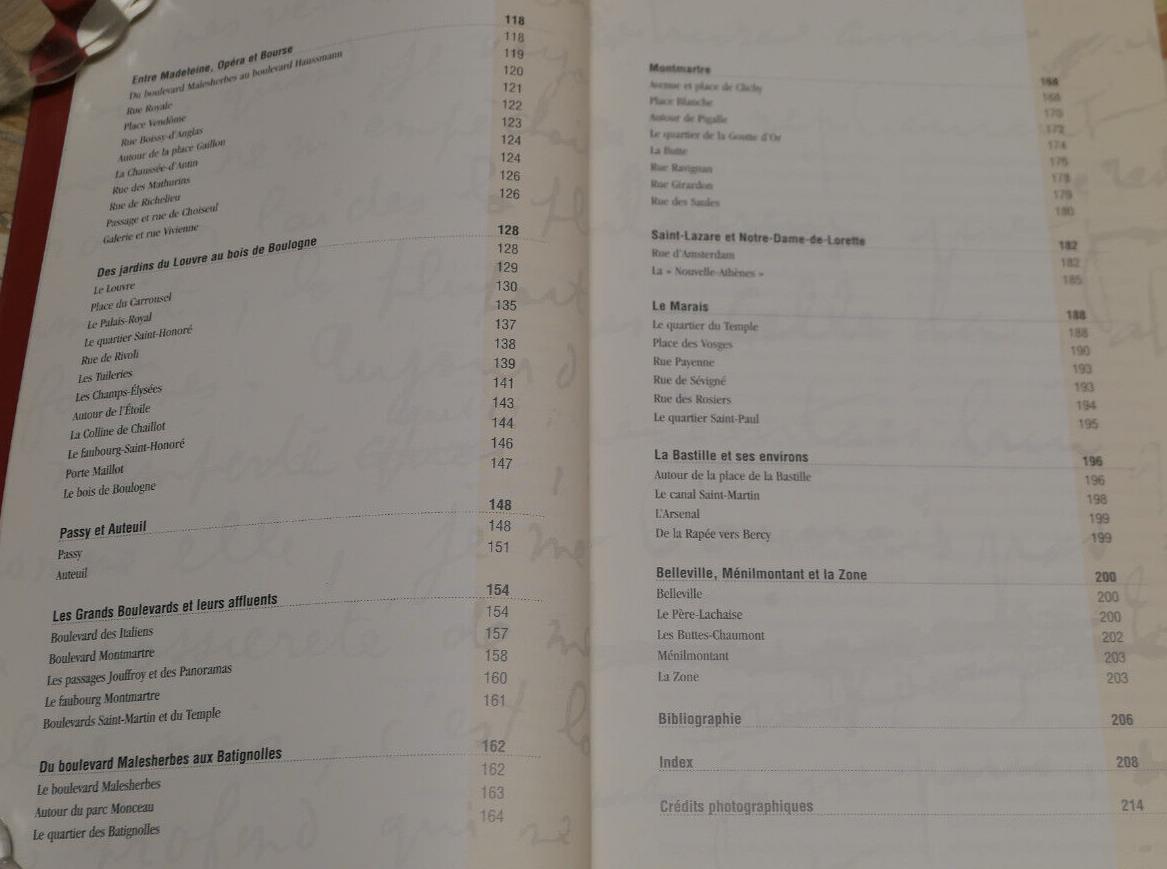 Entre Madeleine, Opéra et Bourse 118
Du boulevard Malesherbes au boulevard Haussmann 118
Rue Royale 119
Place Vendôme 120
Rue Boissy-d'Anglas 121
Autour de la place Gaillon 122
La Chaussée-d'Antin 123
Rue des Mathurins 124
Rue de Richelieu 124
Passage et rue de Choiseul 126
Galerie et rue Vivienne 126
Des jardins du Louvre au bois de Boulogne 128
Le Louvre 128
Place du Carrousel 129
Le Palais-Royal 130
Le quartier Saint-Honoré 135
Rue de Rivoli 137
Les Tuileries 138
Les Champs-Élysées 139
Autour de l'Étoile 141
La Colline de Chaillot 143
Le faubourg-Saint-Honoré 144
Porte Maillot 146
Le bois de Boulogne 147
Passy et Auteuil 148
Passy 148
Auteuil 151
Les Grands Boulevards et leurs affluents 154
Boulevard des Italiens 154
Boulevard Montmartre 157
Les passages Jouffroy et des Panoramas 158
Le faubourg Montmartre 160
Boulevards Saint-Martin et du Temple 161
Du boulevard Malesherbes aux Batignolles 162
Le boulevard Malesherbes 162
Autour du parc Monceau 163
Le quartier des Batignolles 164
Montmartre 168
Avenue et place de Clichy 168
Place Blanche 170
Autour de Pigalle 172
Le quartier de la Goutte d'Or 174
La Butte 175
Rue Ravignan 178
Rue Girardon 179
Rue des Saules 180
Saint-Lazare et Notre-Dame-de-Lorette 182
Rue d'Amsterdam 182
La « Nouvelle-Athènes » 185
Le Marais 188
Le quartier du Temple 188
Place des Vosges 190
Rue Payenne 193
Rue de Sévigné 193
Rue des Rosiers 194
Le quartier Saint-Paul 195
La Bastille et ses environs 196
Autour de la place de la Bastille 196
Le canal Saint-Martin 198
L'Arsenal 199
De la Rapée vers Bercy 199
Belleville, Ménilmontant et la Zone 200
Belleville 200
Le Père-Lachaise 200
Les Buttes-Chaumont 202
Ménilmontant 203
La Zone 203
Bibliographie 206
Index 208
Crédits photographiques 214